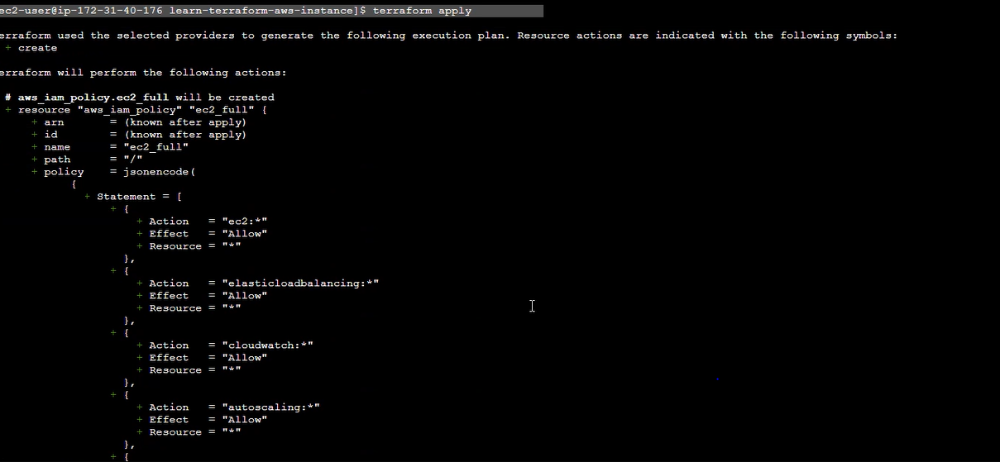 ec2-user@ip-172-31-40-176 learn-terraform-aws-instance]$ terraform apply
erraform used the selected providers to generate the following execution plan. Resource actions are indicated with the following symbols:
+ create
erraform will perform the following actions:
# aws_iam_policy.ec2_full will be created
+ resource "aws_iam_policy" "ec2_full" {
+ arn = (known after apply)
+ id = (known after apply)
+ name = "ec2_full"
+ path = "/"
+ policy = jsonencode(
{
+ Statement = [
+ {
+ Action = "ec2:*"
+ Effect = "Allow"
+ Resource = "*"
},
+ {
+ Action = "elasticloadbalancing:*"
+ Effect = "Allow"
+ Resource = "*"
},
+ {
+ Action = "cloudwatch:*"
+ Effect = "Allow"
+ Resource = "*"
},
+ {
+ Action = "autoscaling:*"
+ Effect = "Allow"
+ Resource = "*"
},
+ {